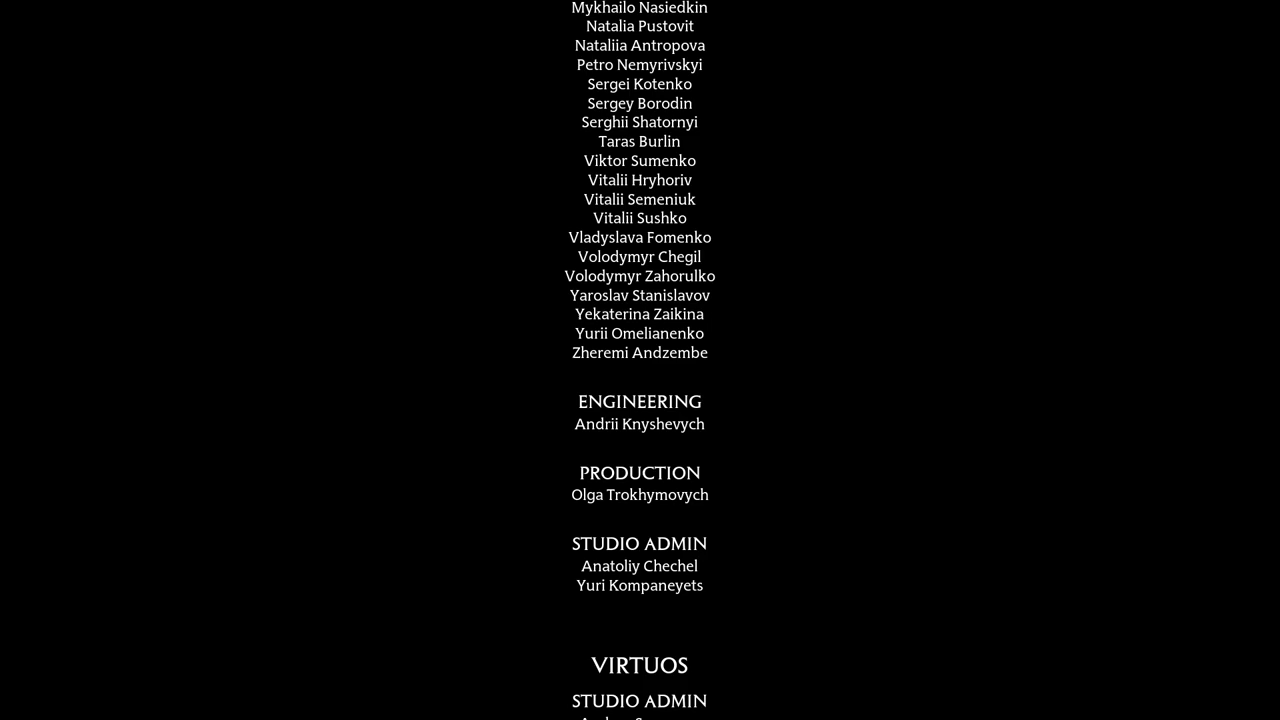 Mykhailo Nasiedkin
Natalia Pustovit
Nataliia Antropova
Petro Nemyrivskyi
Sergei Kotenko
Sergey Borodin
Serghii Shatornyi
Taras Burlin
Viktor Sumenko
Vitalii Hryhoriv
Vitalii Semeniuk
Vitalii Sushko
Vladyslava Fomenko
Volodymyr Chegil
Volodymyr Zahorulko
Yaroslav Stanislavov
Yekaterina Zaikina
Yurii Omelianenko
Zheremi Andzembe
ENGINEERING
Andrii Knyshevych
PRODUCTION
Olga Trokhymovych
STUDIO ADMIN
Anatoliy Chechel
Yuri Kompaneyets
VIRTUOS
STUDIO ADMIN